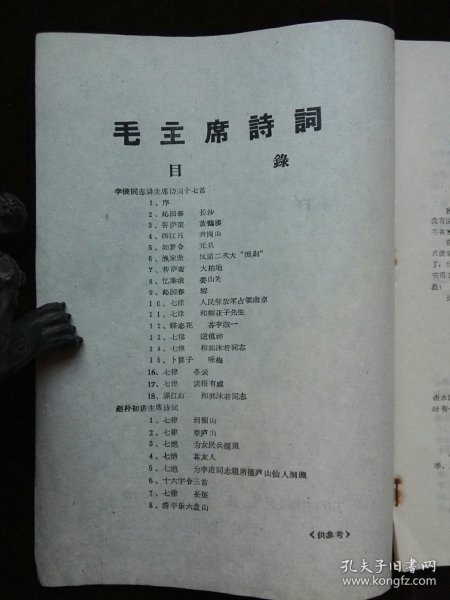 毛主席詩詞
目 錄
李俊同志讲主席诗词十七首
1、序
2、沁园春 长沙
3、菩萨蛮 黄鹤楼
4、西江月 井岗山
5、如梦令 元旦
6、渔家傲 反第二次大“围剿”
7、菩萨蛮 大柏地
8、忆秦娥 娄山关
9、沁园春 雪
10、七律 人民解放军占领南京
11、七律 和柳亚子先生
12、蝶恋花 答李淑一
13、七律 送瘟神
14、七律 和郭沫若同志
15、卜算子 咏梅
16、七律 冬云
17、七律 读报有感
18、满江红 和郭沫若同志
赵朴初讲主席诗词
1、七律 到韶山
2、七律 登庐山
3、七绝 为女民兵题照
4、七绝 答友人
5、七绝 为李进同志题所摄庐山仙人洞照
6、十六字令三首
7、七律 长征
8、清平乐六盘山
《供参考》
孔夫子旧书网
www.kongfz.com